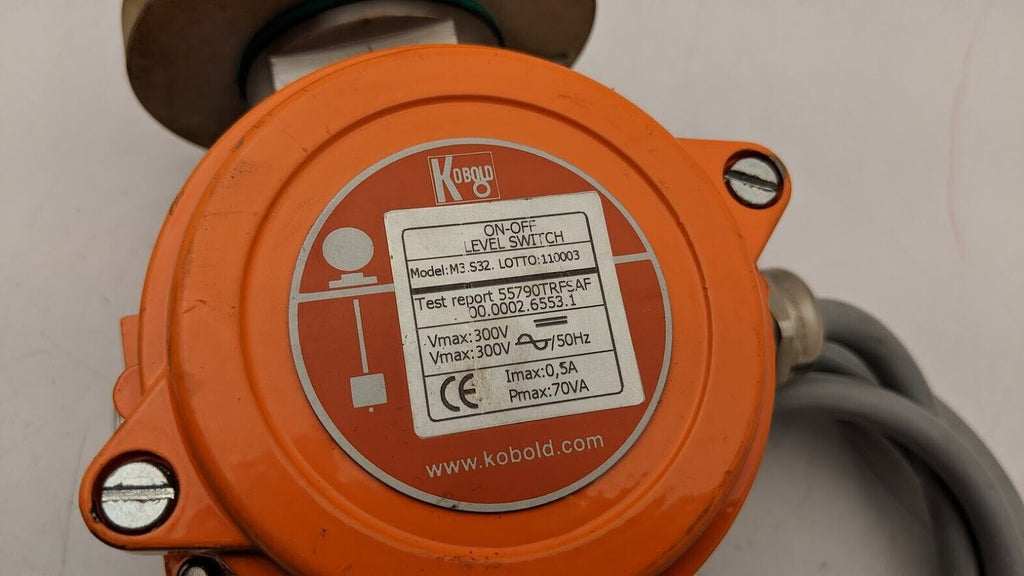 KOBOLD
ON-OFF
LEVEL SWITCH
Model:M3.S32. LOTTO:110003
Test report 55790TRFSAF
00.0002.6553.1
Vmax:300V
Vmax:300V /50Hz
CE
Imax:0,5A
Pmax:70VA
www.kobold.com